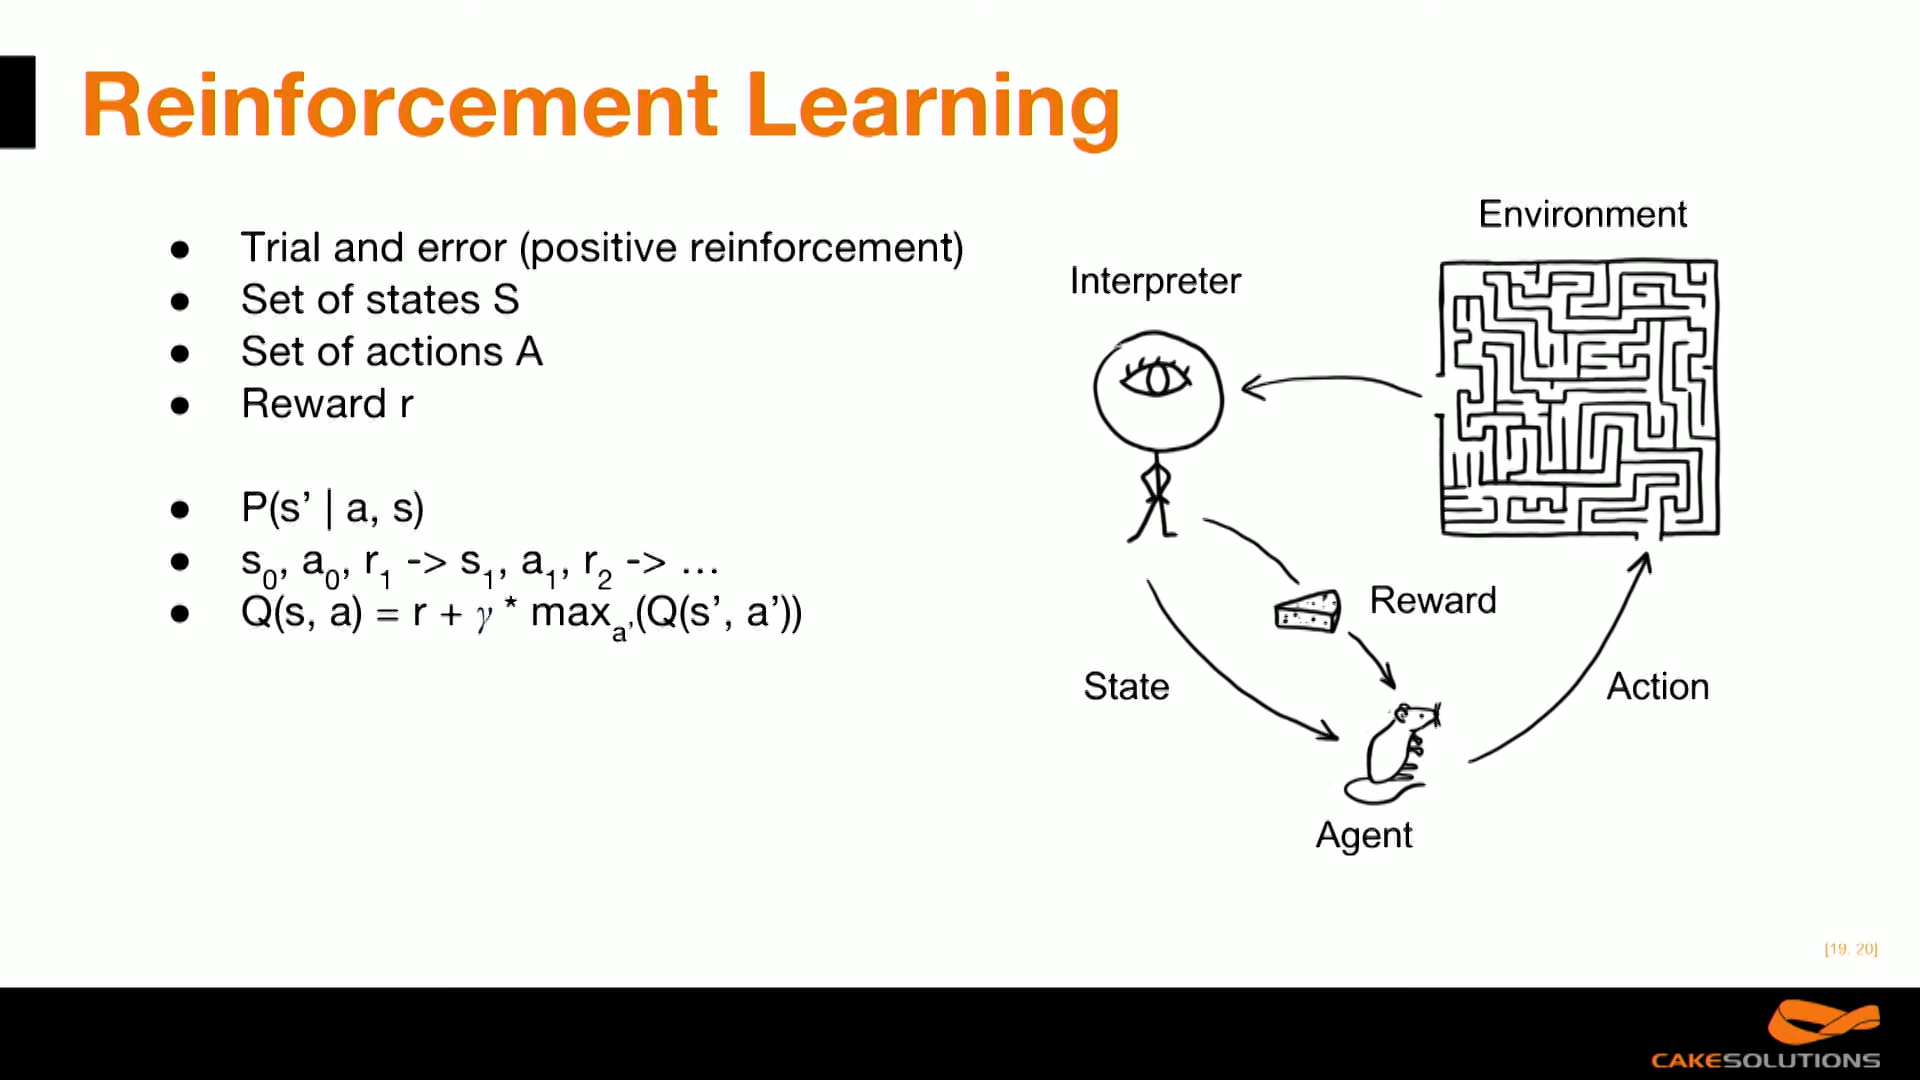 Reinforcement Learning
● Trial and error (positive reinforcement)
● Set of states S
● Set of actions A
● Reward r
● P(s’ | a, s)
● s₀, a₀, r₁ -> s₁, a₁, r₂ -> …
● Q(s, a) = r + γ * maxₐ’(Q(s’, a’))
Environment
Interpreter
Reward
State
Action
Agent
[19, 20]
CAKESOLUTIONS